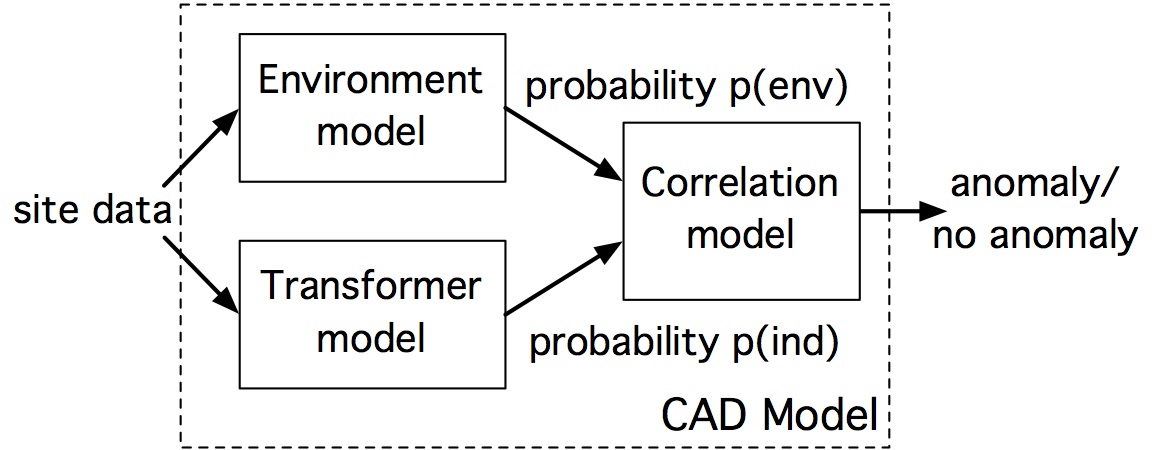 site data
Environment
model
probability p(env)
Transformer
model
probability p(ind)
Correlation
model
anomaly/
no anomaly
CAD Model